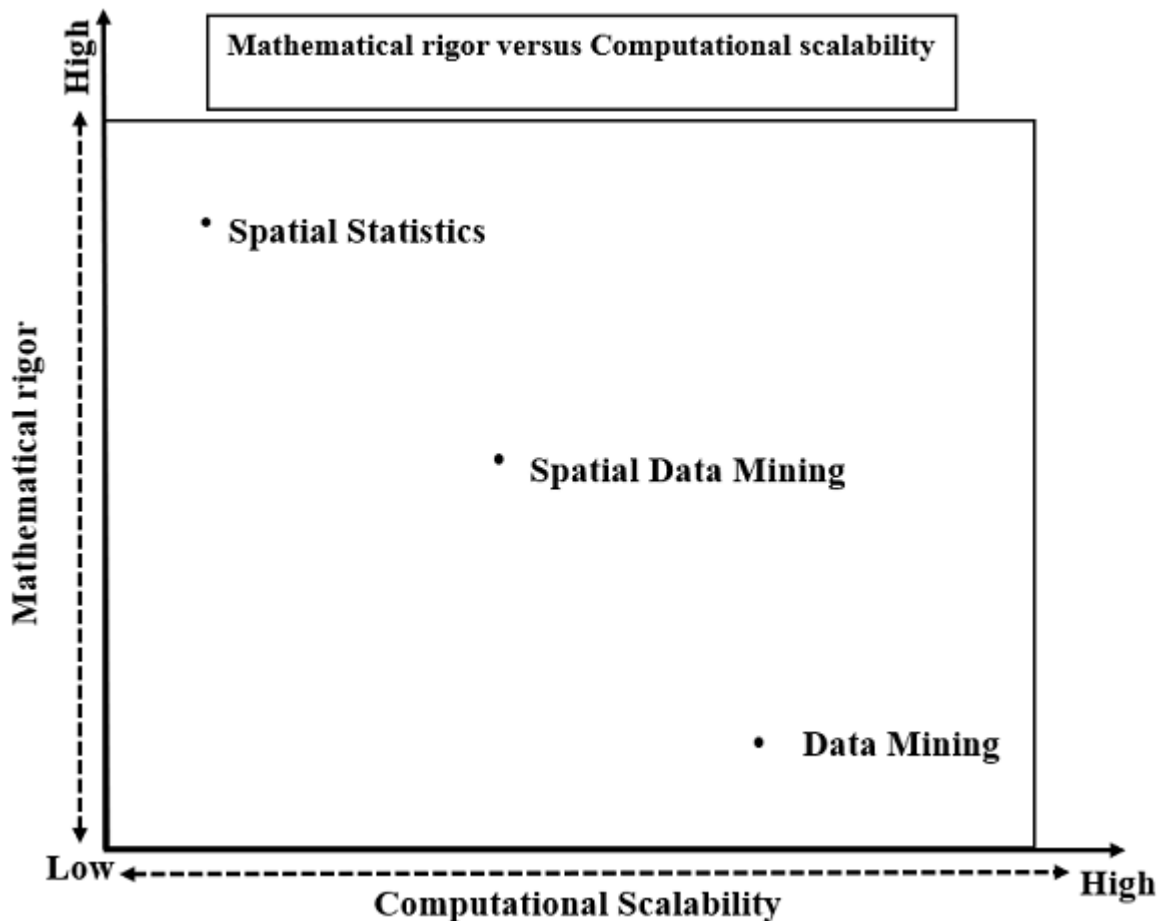 High
Mathematical rigor versus Computational scalability
Spatial Statistics
Mathematical rigor
Spatial Data Mining
Data Mining
Low
High
Computational Scalability